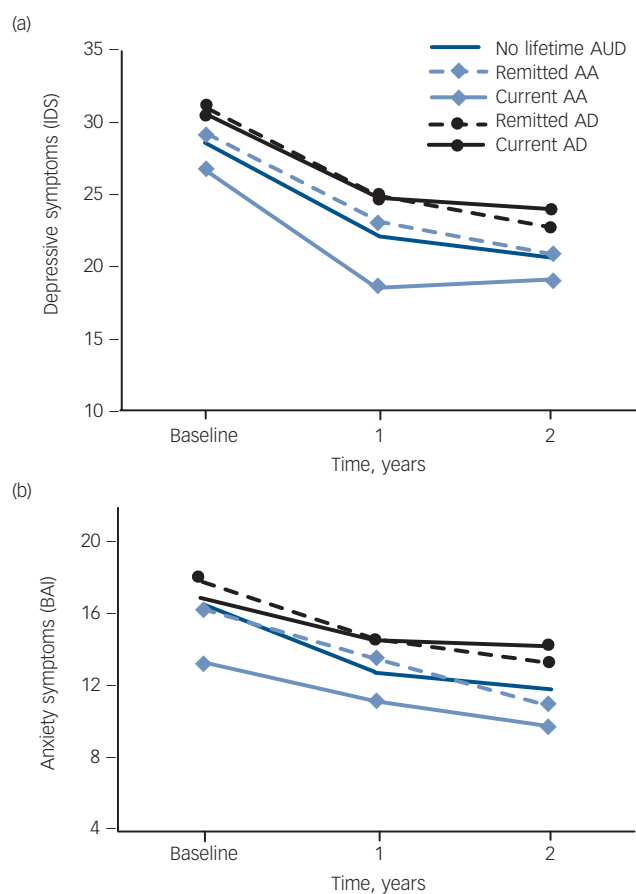 (a)
35
30
25
20
15
10
Depressive symptoms (IDS)
No lifetime AUD
Remitted AA
Current AA
Remitted AD
Current AD
Baseline
1
2
Time, years
(b)
20
16
12
8
4
Anxiety symptoms (BAI)
Baseline
1
2
Time, years